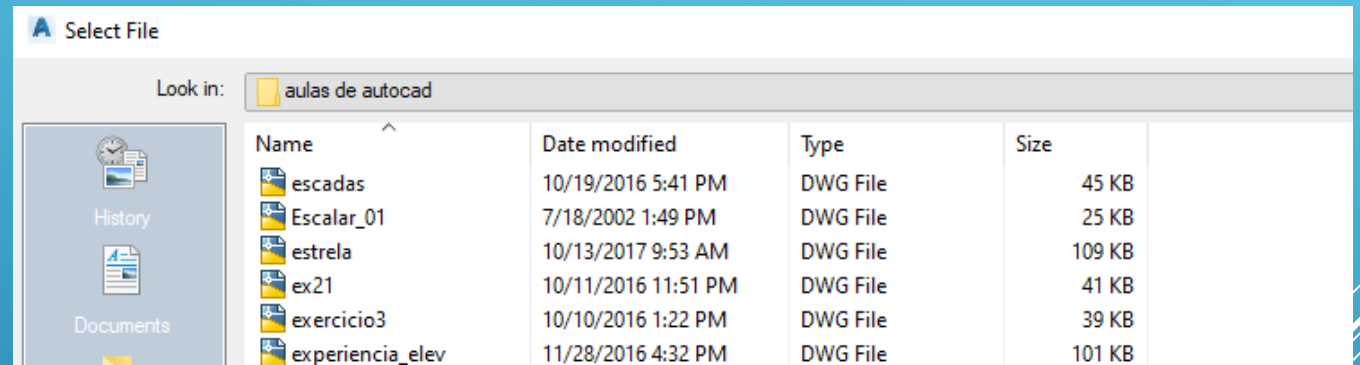 Select File
Look in: aulas de autocad
Name Date modified Type Size
escadas 10/19/2016 5:41 PM DWG File 45 KB
History Escalar_01 7/18/2002 1:49 PM DWG File 25 KB
estrela 10/13/2017 9:53 AM DWG File 109 KB
ex21 10/11/2016 11:51 PM DWG File 41 KB
Documents exercicio3 10/10/2016 1:22 PM DWG File 39 KB
experiencia_elev 11/28/2016 4:32 PM DWG File 101 KB